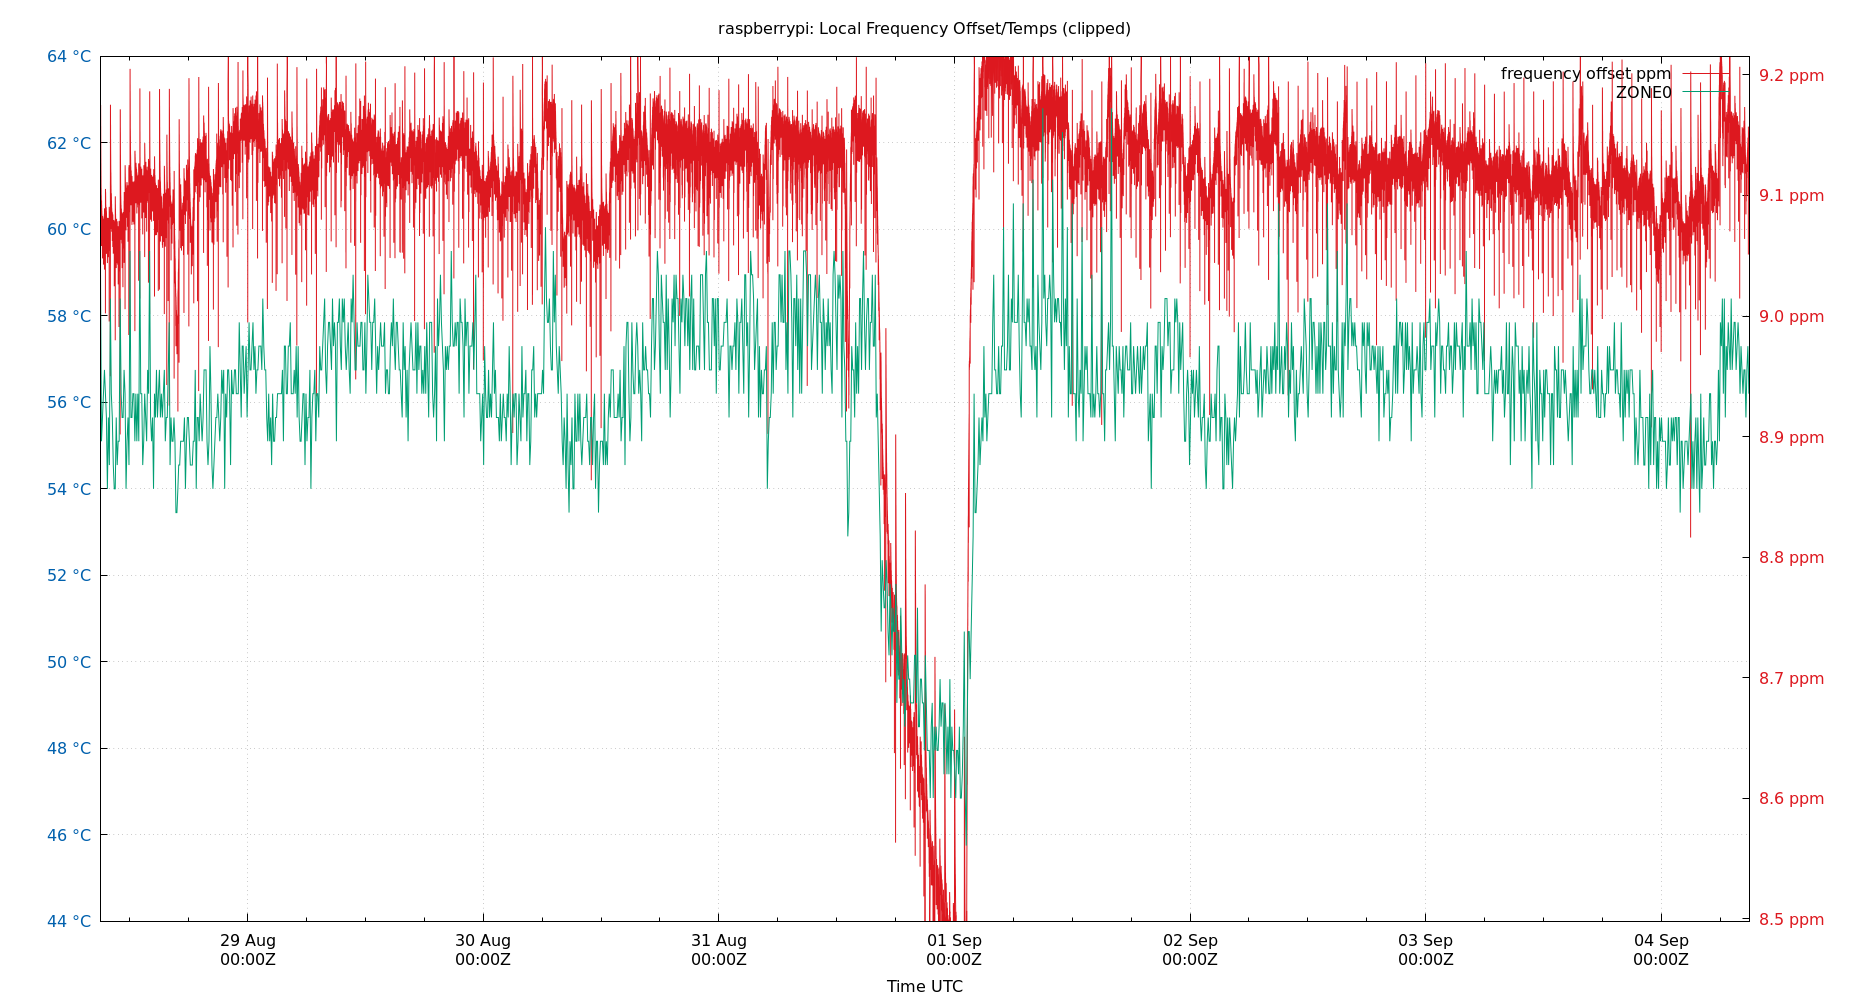 raspberrypi: Local Frequency Offset/Temps (clipped)
frequency offset ppm
ZONE0
64 °C
62 °C
60 °C
58 °C
56 °C
54 °C
52 °C
50 °C
48 °C
46 °C
44 °C
9.2 ppm
9.1 ppm
9.0 ppm
8.9 ppm
8.8 ppm
8.7 ppm
8.6 ppm
8.5 ppm
29 Aug
00:00Z
30 Aug
00:00Z
31 Aug
00:00Z
01 Sep
00:00Z
02 Sep
00:00Z
03 Sep
00:00Z
04 Sep
00:00Z
Time UTC